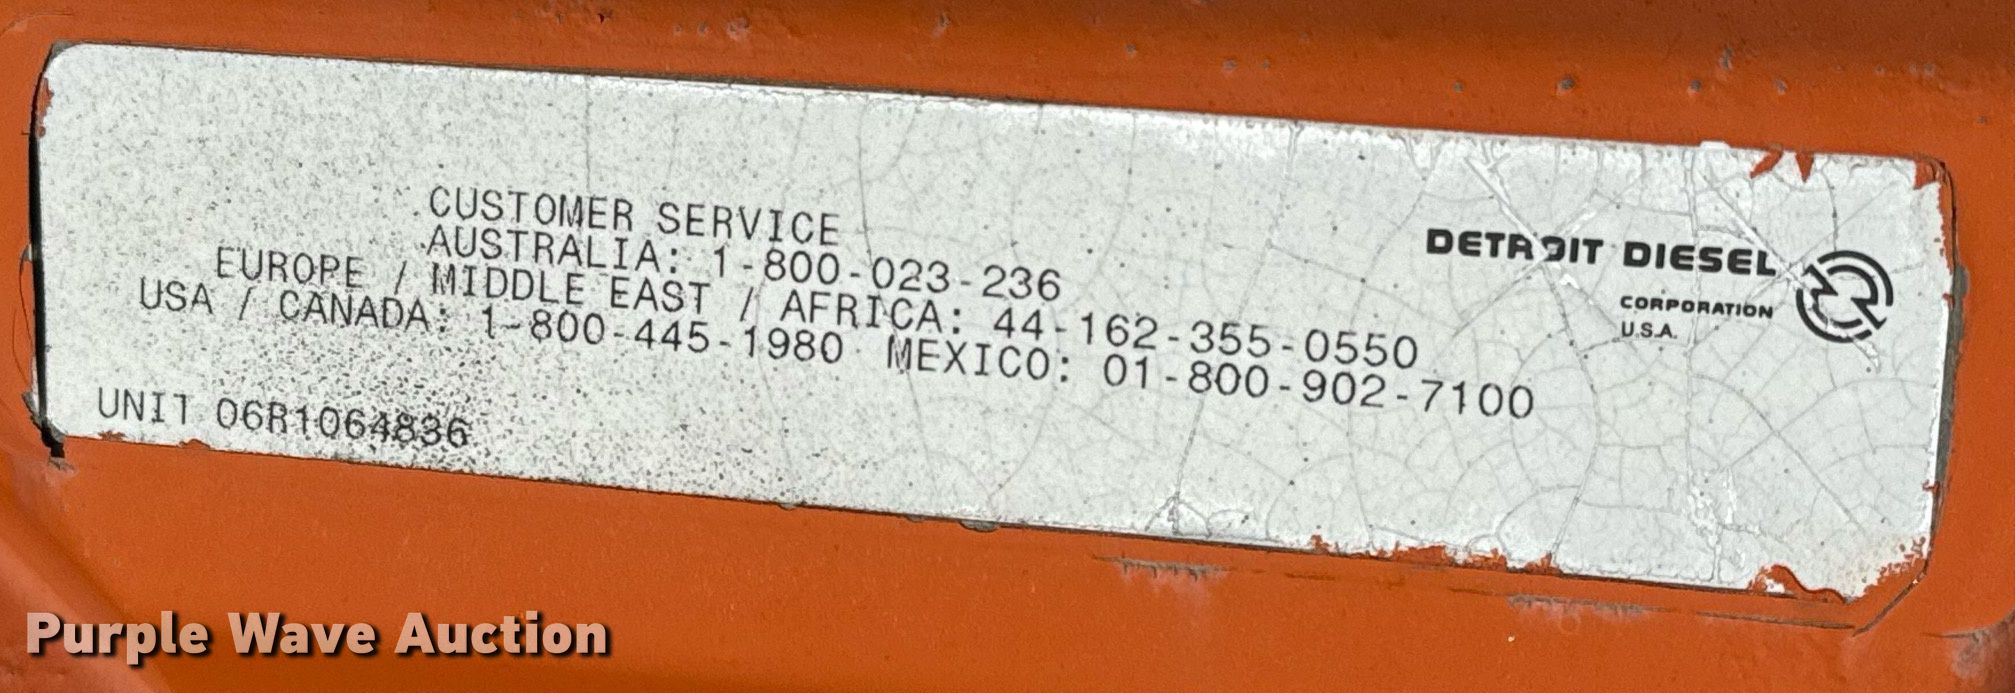 CUSTOMER SERVICE
AUSTRALIA: 1-800-023-236
EUROPE / MIDDLE EAST / AFRICA: 44-162-355-0550
USA / CANADA: 1-800-445-1980 MEXICO: 01-800-902-7100
UNIT 06R1064836
DETROIT DIESEL
CORPORATION
U.S.A.
Purple Wave Auction